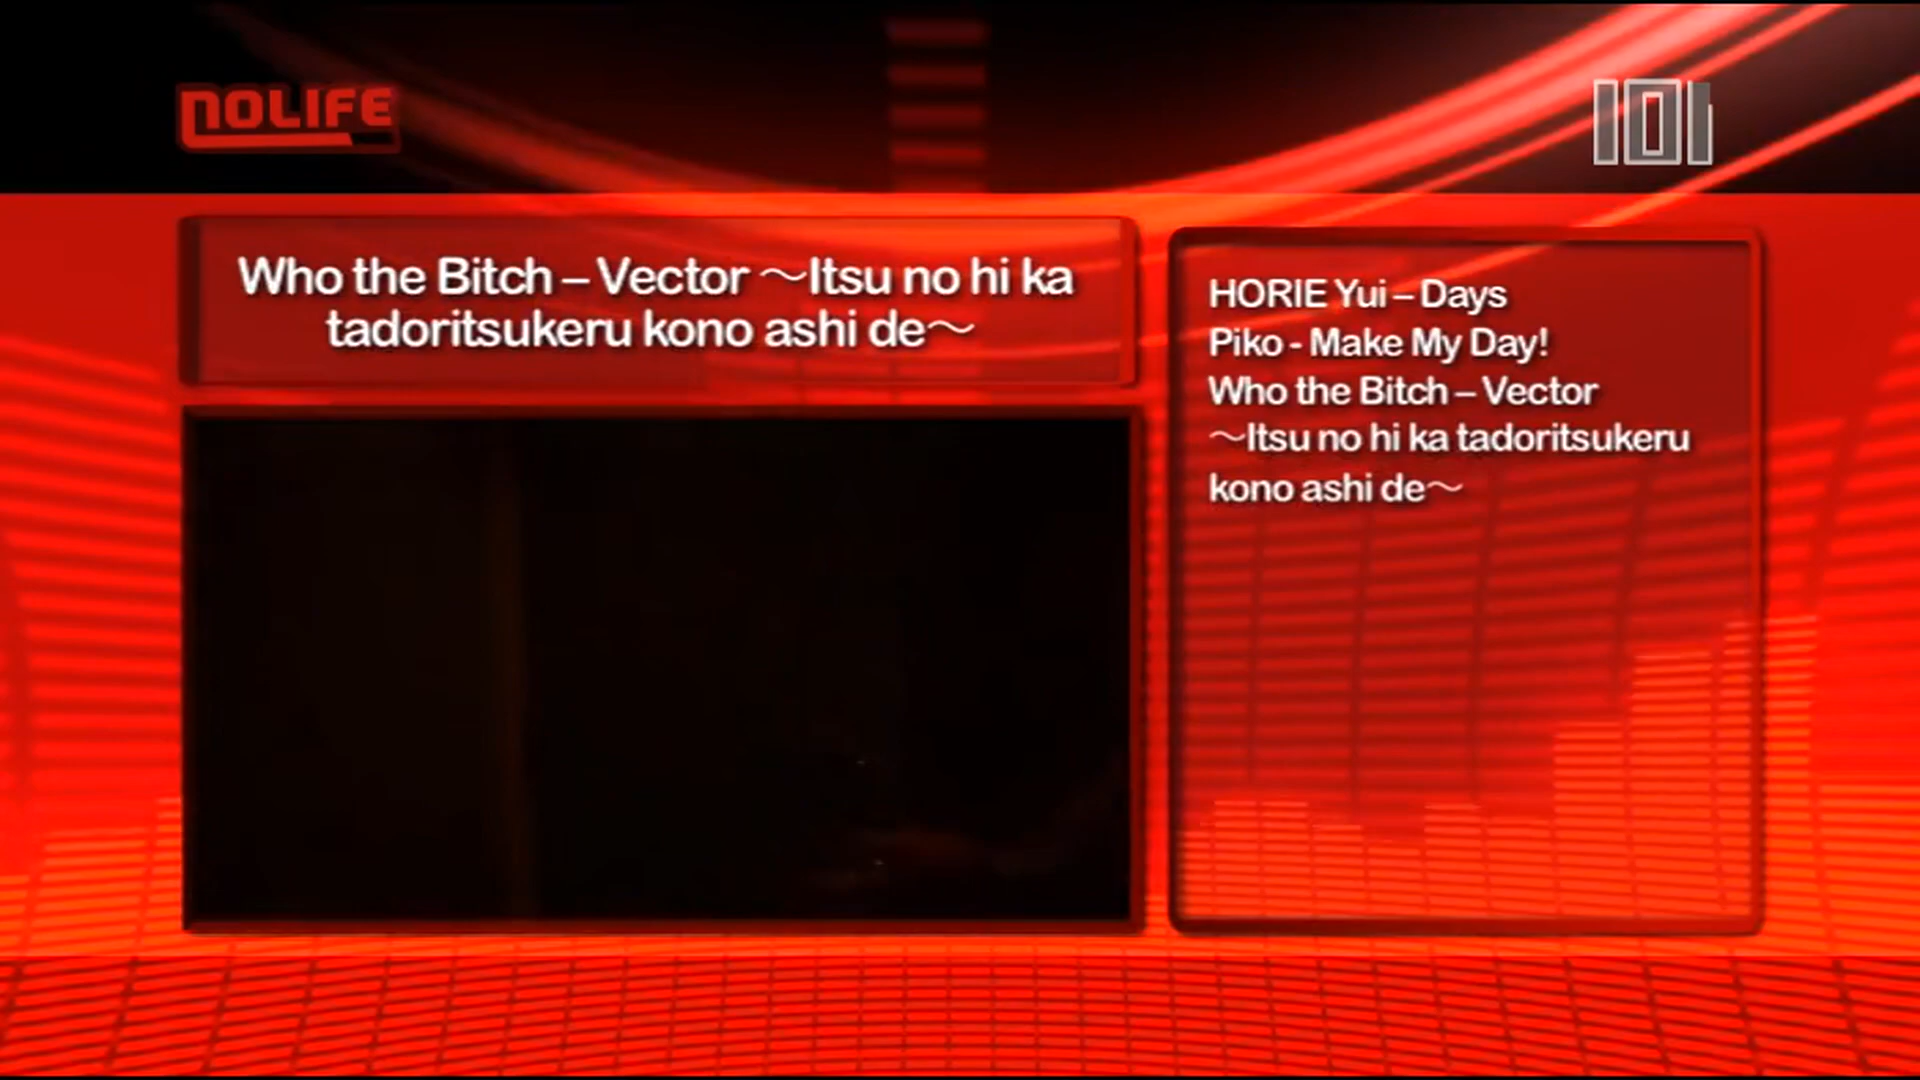 NOLIFE
101
Who the Bitch – Vector ～Itsu no hi ka
tadoritsukeru kono ashi de～
HORIE Yui – Days
Piko - Make My Day!
Who the Bitch – Vector
～Itsu no hi ka tadoritsukeru
kono ashi de～